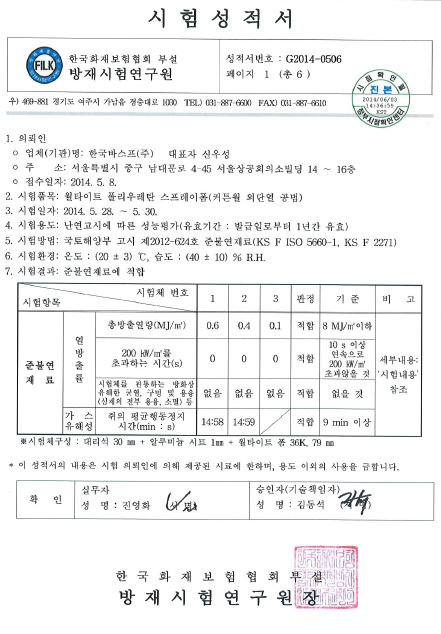 시 험 성 적 서
FILK
한국화재보험협회 부설
방재시험연구원
성적서번호 : G2014-0506
페이지 1 (총 6)
우) 469-881 경기도 여주시 가남읍 경충대로 1030 TEL) 031-887-6600 FAX) 031-887-6610
시험확인필
진본
2014/06/03
14:36:55
KST
첨부시점확인센터
1. 의뢰인
○ 업체(기관)명: 한국바스프(주) 대표자 신우성
○ 주 소: 서울특별시 중구 남대문로 4-45 서울상공회의소빌딩 14 ~ 16층
○ 접수일자: 2014. 5. 8.
2. 시험품목: 월타이트 폴리우레탄 스프레이폼(커튼월 외단열 공법)
3. 시험일자: 2014. 5. 28. ~ 5. 30.
4. 시험용도: 난연고시에 따른 성능평가(유효기간 : 발급일로부터 1년간 유효)
5. 시험방법: 국토해양부 고시 제2012-624호 준불연재료(KS F ISO 5660-1, KS F 2271)
6. 시험환경: 온도 : (20 ± 3) ℃, 습도 : (40 ± 10) % R.H.
7. 시험결과: 준불연재료에 적합
시험체 번호
시험항목
1 2 3 판정 기 준 비 고
준불연
재 료
열방출률
총방출열량(MJ/㎡) 0.6 0.4 0.1 적합 8 MJ/㎡이하
200 kW/㎡를
초과하는 시간(s)
0 0 0 적합
10 s 이상
연속으로
200 kW/㎡
초과않을 것
시험체를 관통하는 방화상
유해한 균열, 구멍 및 용융
(심재의 전부 용융, 소멸) 등
없음 없음 없음 적합 없을 것
가 스
유해성
쥐의 평균행동정지
시간(min : s)
14:58 14:59 적합 9 min 이상
세부내용:
'시험내용'
참조
※시험체구성 : 대리석 30 ㎜ + 알루미늄 시트 1㎜ + 월타이트 폼 36K, 79 ㎜
* 이 성적서의 내용은 시험 의뢰인에 의해 제공된 시료에 한하며, 용도 이외의 사용을 금합니다.
확 인
실무자
성 명 : 진영화
승인자(기술책임자)
성 명 : 김동석
한 국 화 재 보 험 협 회 부 설
방 재 시 험 연 구 원 장